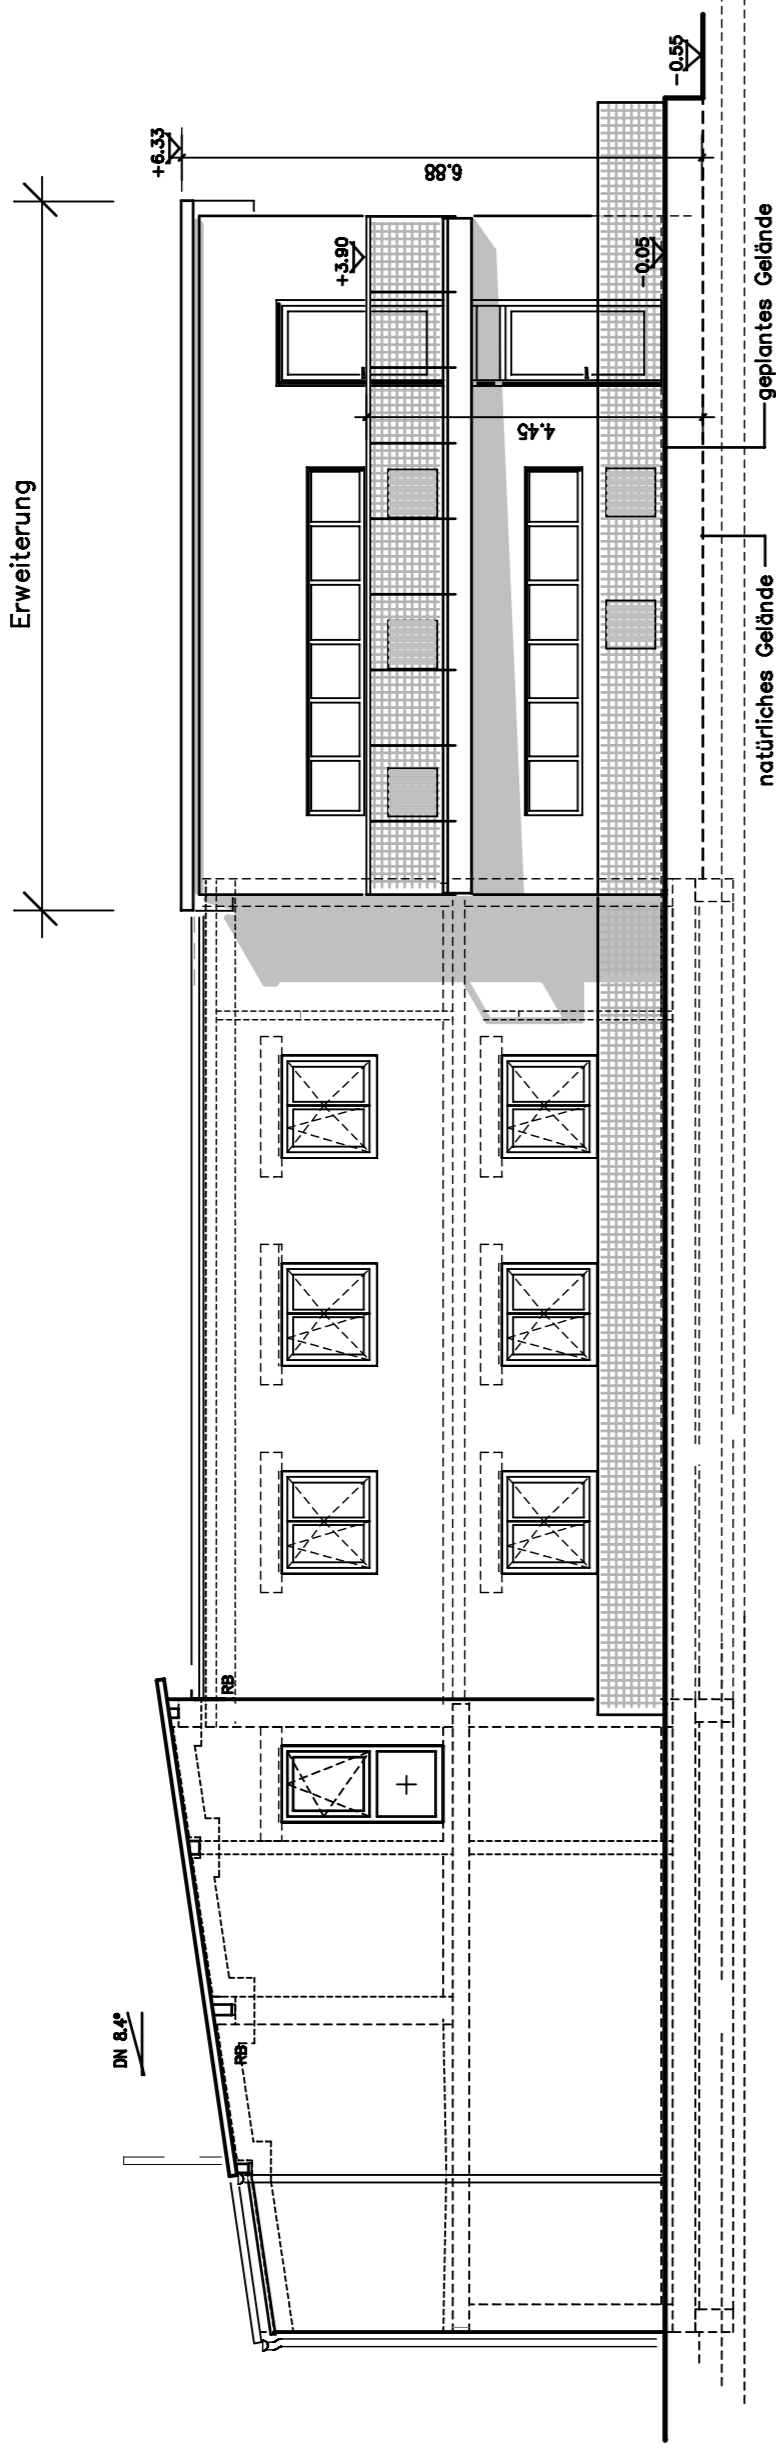 Erweiterung
+6.33
6.88
-0.55
+3.90
-0.05
4.45
geplantes Gelände
natürliches Gelände
RB
RB
DN 8.4°